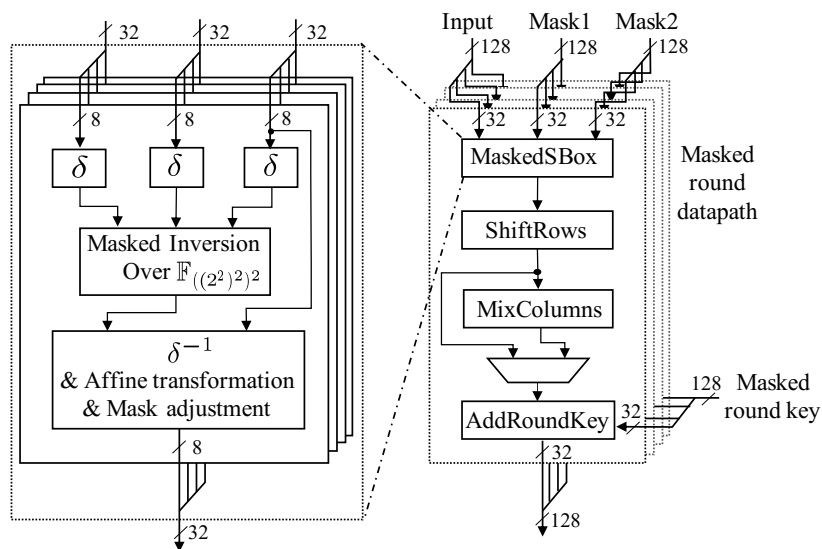 32 32 32
8 8 8
δ δ δ
Masked Inversion
Over 𝔽((2²)²)²
δ⁻¹
& Affine transformation
& Mask adjustment
8
32
Input Mask1 Mask2
128 128 128
32 32 32
MaskedSBox
ShiftRows
MixColumns
AddRoundKey
32
128
Masked
round
datapath
128
32
Masked
round key